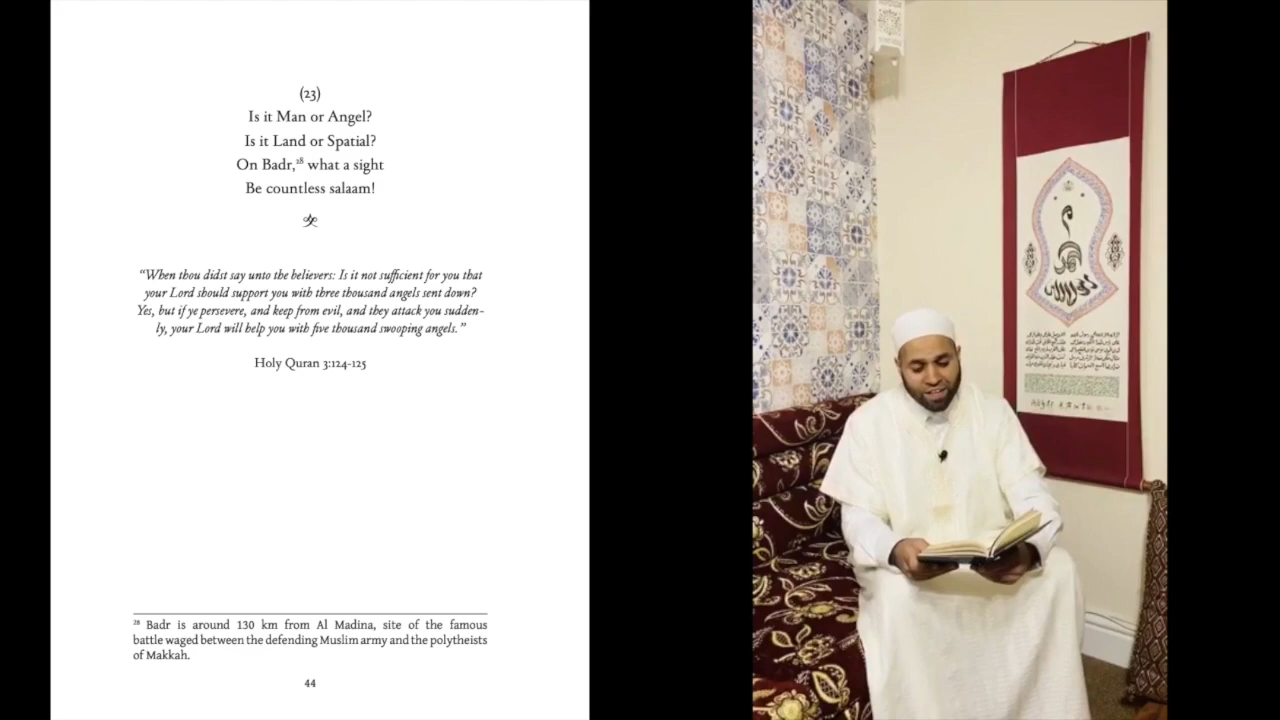 (23)
Is it Man or Angel?
Is it Land or Spatial?
On Badr,²⁸ what a sight
Be countless salaam!
“When thou didst say unto the believers: Is it not sufficient for you that
your Lord should support you with three thousand angels sent down?
Yes, but if ye persevere, and keep from evil, and they attack you sudden-
ly, your Lord will help you with five thousand swooping angels.”
Holy Quran 3:124-125
²⁸ Badr is around 130 km from Al Madina, site of the famous
battle waged between the defending Muslim army and the polytheists
of Makkah.
44